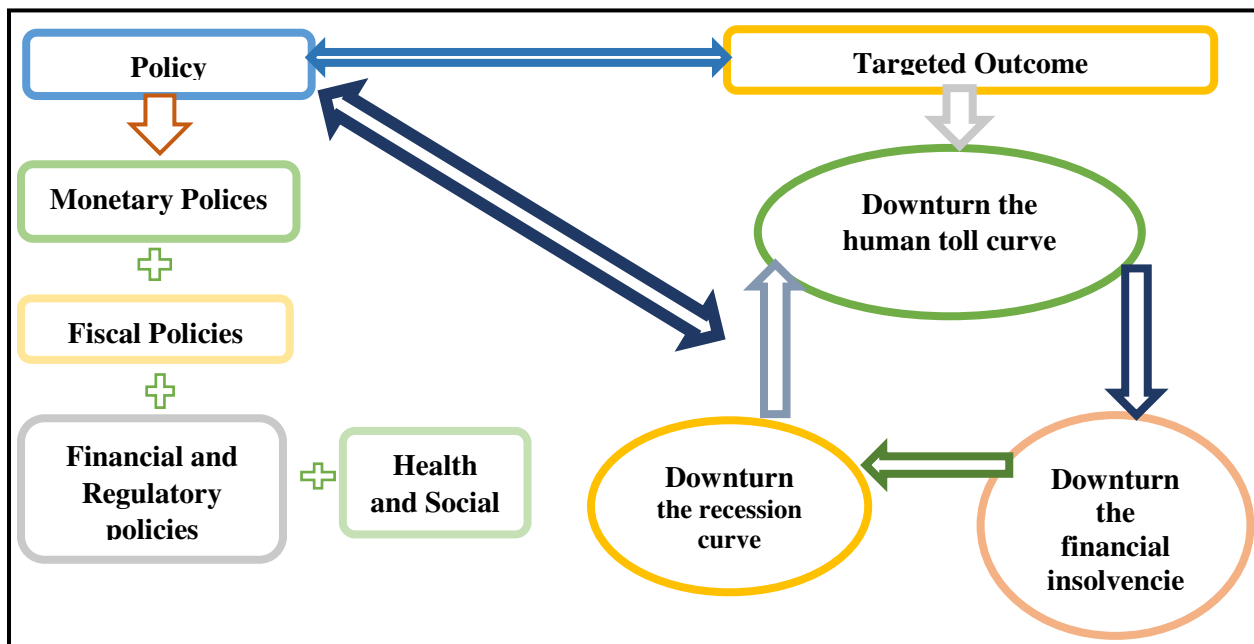 Policy
Targeted Outcome
Monetary Polices
Downturn the
human toll curve
Fiscal Policies
Financial and
Regulatory
policies
Health
and Social
Downturn
the recession
curve
Downturn
the
financial
insolvencie